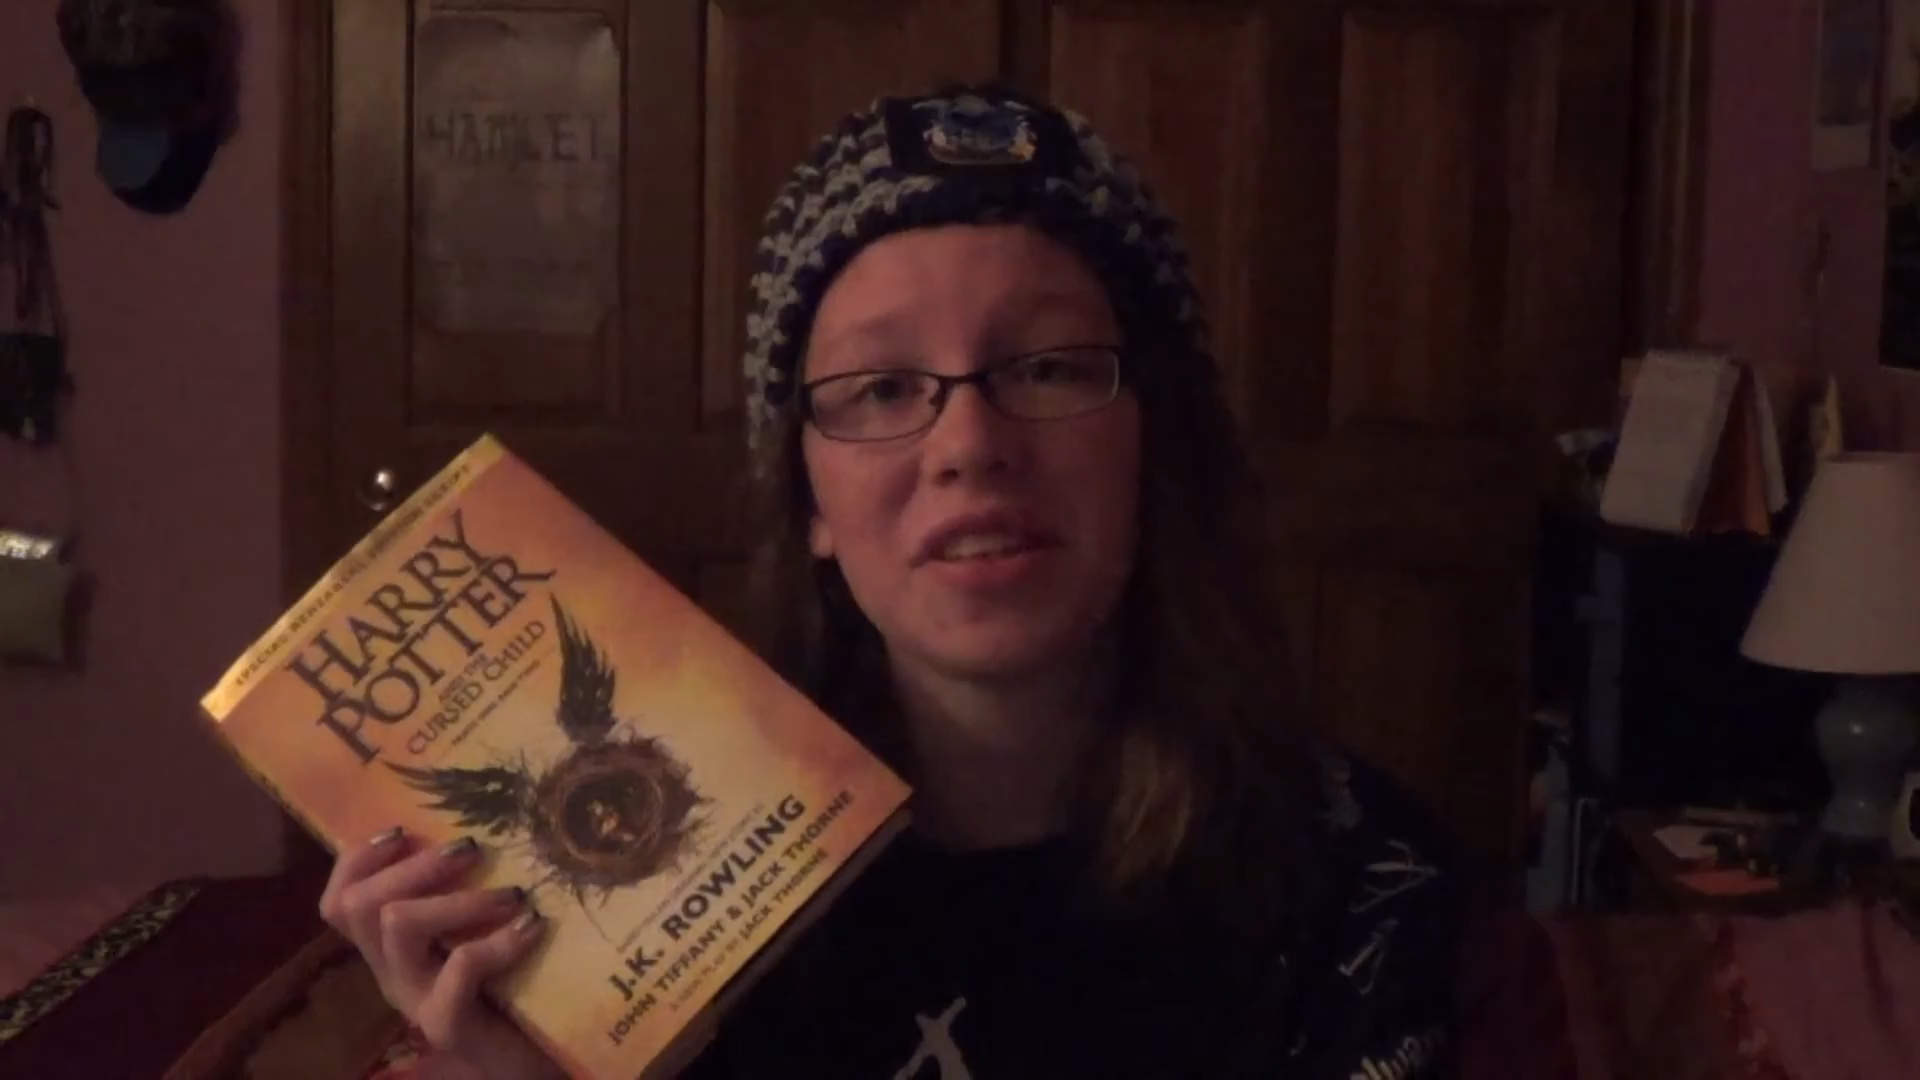 HAMLET
SPECIAL REHEARSAL EDITION SCRIPT
HARRY
POTTER
AND THE
CURSED CHILD
PARTS ONE AND TWO
J.K. ROWLING
JOHN TIFFANY & JACK THORNE
A NEW PLAY BY JACK THORNE